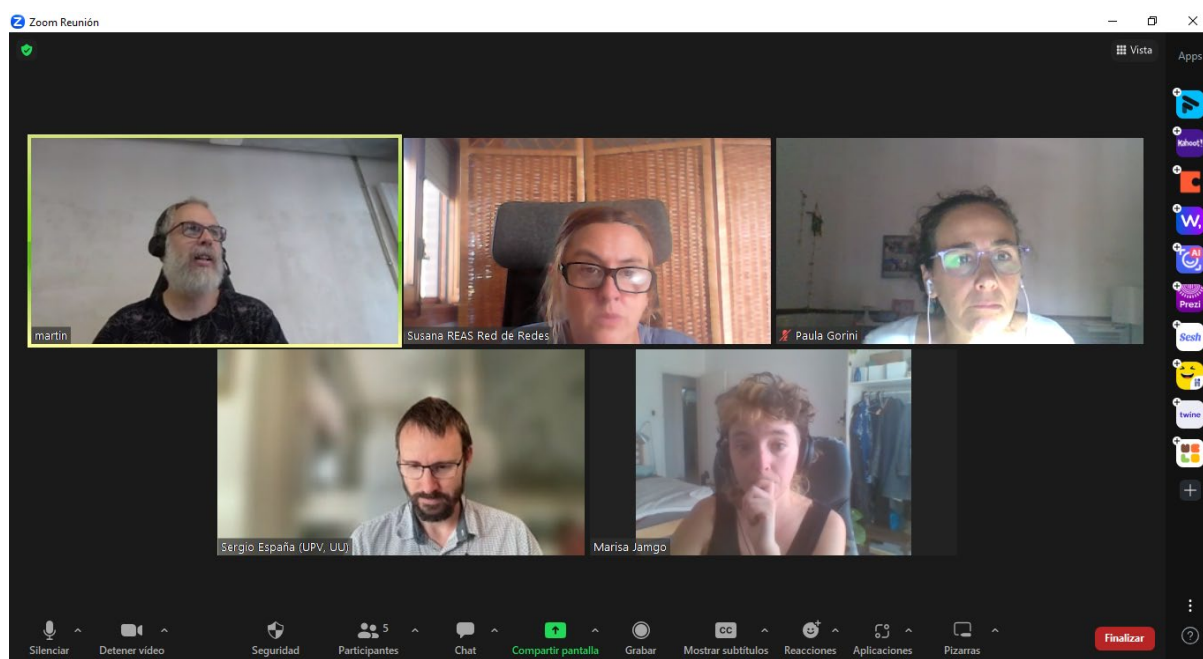 Zoom Reunión
Vista
Apps
Kahoot!
W,
AI
Prezi
Sesh
twine
martin
Susana REAS Red de Redes
Paula Gorini
Sergio España (UPV, UU)
Marisa Jamgo
Silenciar
Detener vídeo
Seguridad
5
Participantes
Chat
Compartir pantalla
Grabar
CC
Mostrar subtítulos
Reacciones
Aplicaciones
Pizarras
Finalizar